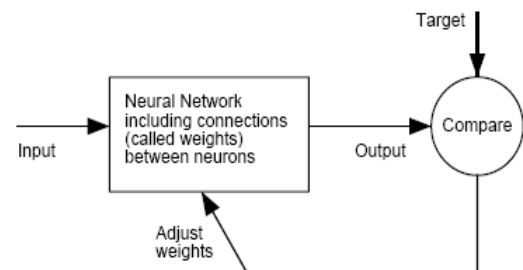 Target
Neural Network
including connections
(called weights)
between neurons
Compare
Input
Output
Adjust
weights